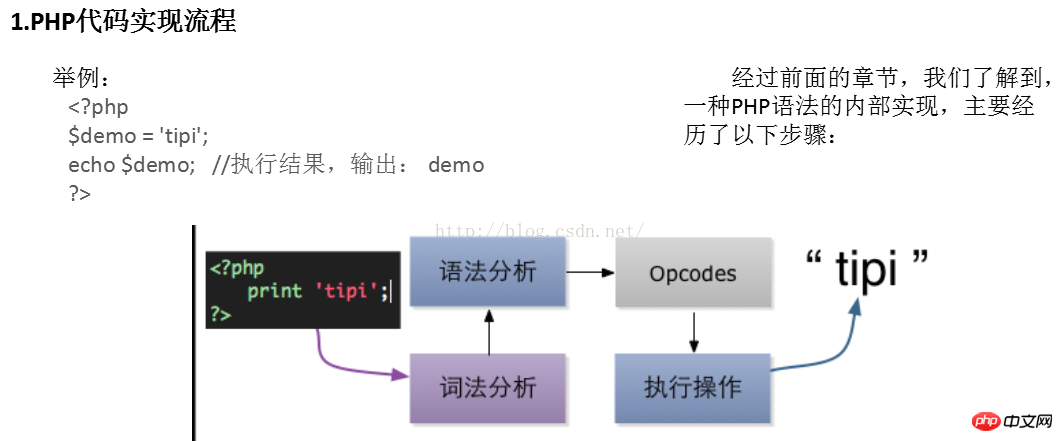 1.PHP代码实现流程
举例：
<?php
$demo = 'tipi';
echo $demo;   //执行结果，输出： demo
?>
经过前面的章节，我们了解到，
一种PHP语法的内部实现，主要经
历了以下步骤：
http://blog.csdn.net/
<?php
print 'tipi';
?>
语法分析
Opcodes
“ tipi ”
词法分析
执行操作
php 中文网